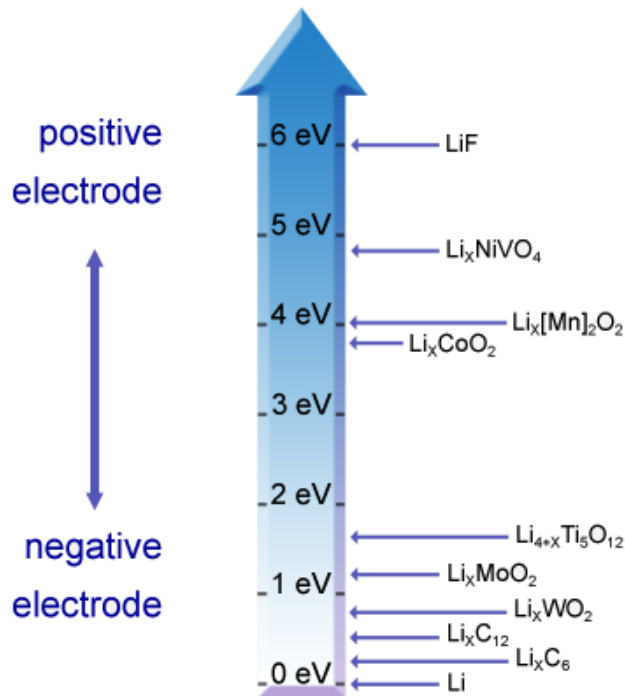 positive
electrode
negative
electrode
6 eV
5 eV
4 eV
3 eV
2 eV
1 eV
0 eV
LiF
LiₓNiVO₄
Liₓ[Mn]₂O₂
LiₓCoO₂
Li₄₊ₓTi₅O₁₂
LiₓMoO₂
LiₓWO₂
LiₓC₁₂
LiₓC₆
Li